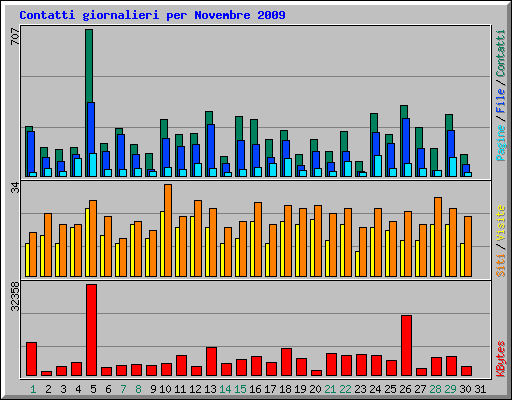 Contatti giornalieri per Novembre 2009
707
Pagine / File / Contatti
34
Siti / Visite
32358
KBytes
1 2 3 4 5 6 7 8 9 10 11 12 13 14 15 16 17 18 19 20 21 22 23 24 25 26 27 28 29 30 31